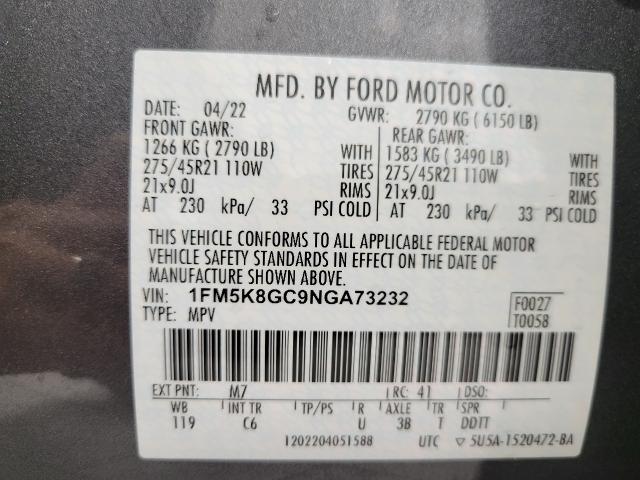 MFD. BY FORD MOTOR CO.
DATE: 04/22 GVWR: 2790 KG ( 6150 LB)
FRONT GAWR: REAR GAWR:
1266 KG ( 2790 LB) WITH 1583 KG ( 3490 LB) WITH
275/45R21 110W TIRES 275/45R21 110W TIRES
21x9.0J RIMS 21x9.0J RIMS
AT 230 kPa/ 33 PSI COLD AT 230 kPa/ 33 PSI COLD
THIS VEHICLE CONFORMS TO ALL APPLICABLE FEDERAL MOTOR
VEHICLE SAFETY STANDARDS IN EFFECT ON THE DATE OF
MANUFACTURE SHOWN ABOVE.
VIN: 1FM5K8GC9NGA73232 F0027
TYPE: MPV T0058
EXT PNT: M7 RC: 41 DSO:
WB INT TR TP/PS R AXLE TR SPR
119 C6 U 3B T DDTT
1202204051588 UTC ▽ 5U5A-1520472-BA